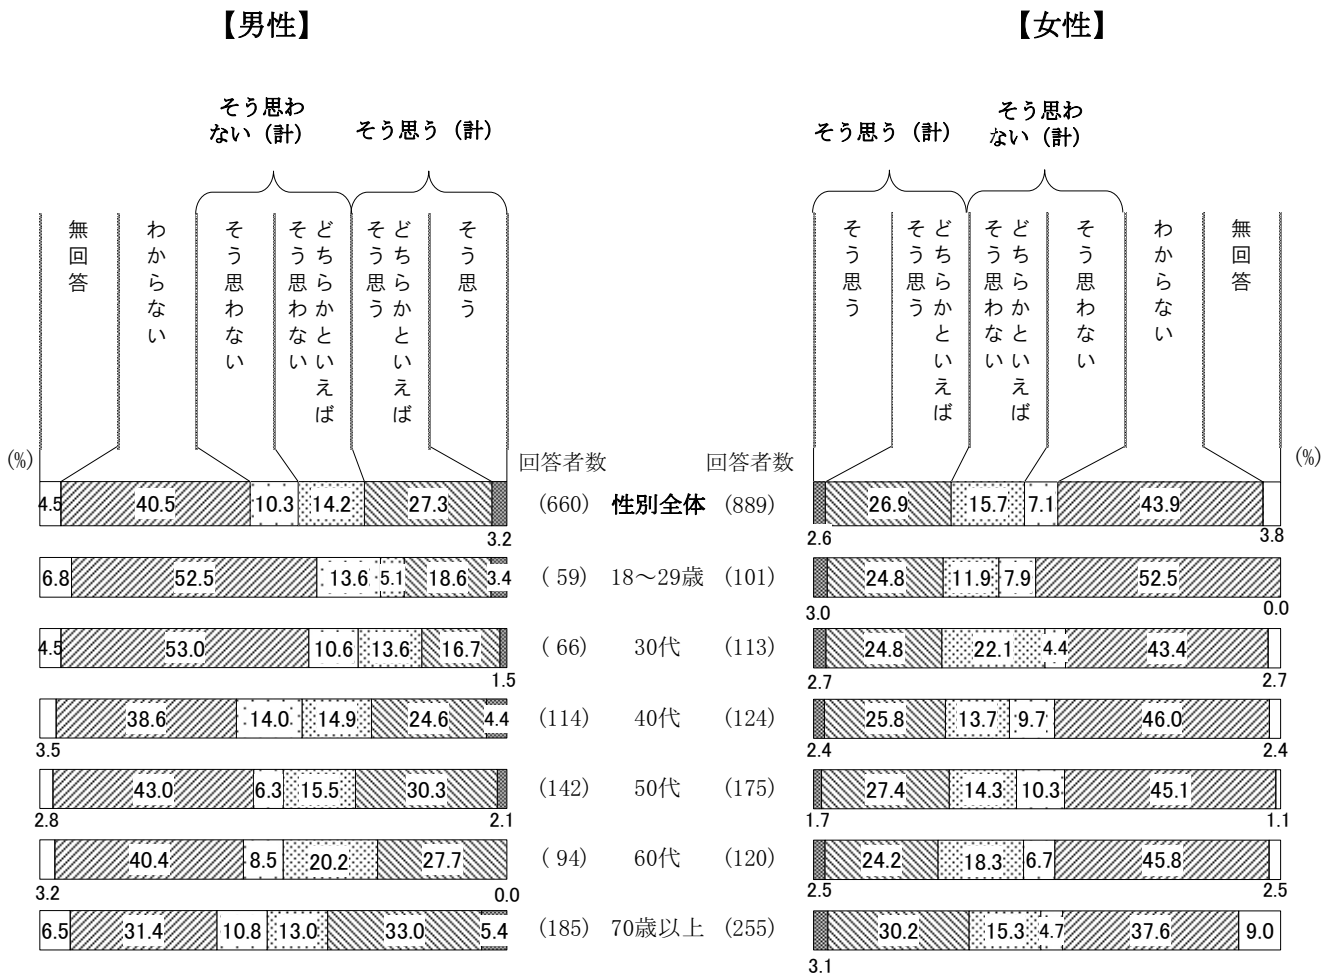 【男性】
【女性】
そう思わ
ない（計）
そう思う（計）
そう思う（計）
そう思わ
ない（計）
無回答
わからない
そう思わない
どちらかといえば
そう思わない
どちらかといえば
そう思う
そう思う
そう思う
どちらかといえば
そう思う
どちらかといえば
そう思わない
そう思わない
わからない
無回答
(%)
回答者数
回答者数
(%)
4.5 40.5 10.3 14.2 27.3 (660) 性別全体 (889) 26.9 15.7 7.1 43.9
3.2 2.6 3.8
6.8 52.5 13.6 5.1 18.6 3.4 ( 59) 18～29歳 (101) 24.8 11.9 7.9 52.5
3.0 0.0
4.5 53.0 10.6 13.6 16.7 ( 66) 30代 (113) 24.8 22.1 4.4 43.4
1.5 2.7 2.7
38.6 14.0 14.9 24.6 4.4 (114) 40代 (124) 25.8 13.7 9.7 46.0
3.5 2.4 2.4
43.0 6.3 15.5 30.3 (142) 50代 (175) 27.4 14.3 10.3 45.1
2.8 2.1 1.7 1.1
40.4 8.5 20.2 27.7 ( 94) 60代 (120) 24.2 18.3 6.7 45.8
3.2 0.0 2.5 2.5
6.5 31.4 10.8 13.0 33.0 5.4 (185) 70歳以上 (255) 30.2 15.3 4.7 37.6 9.0
3.1